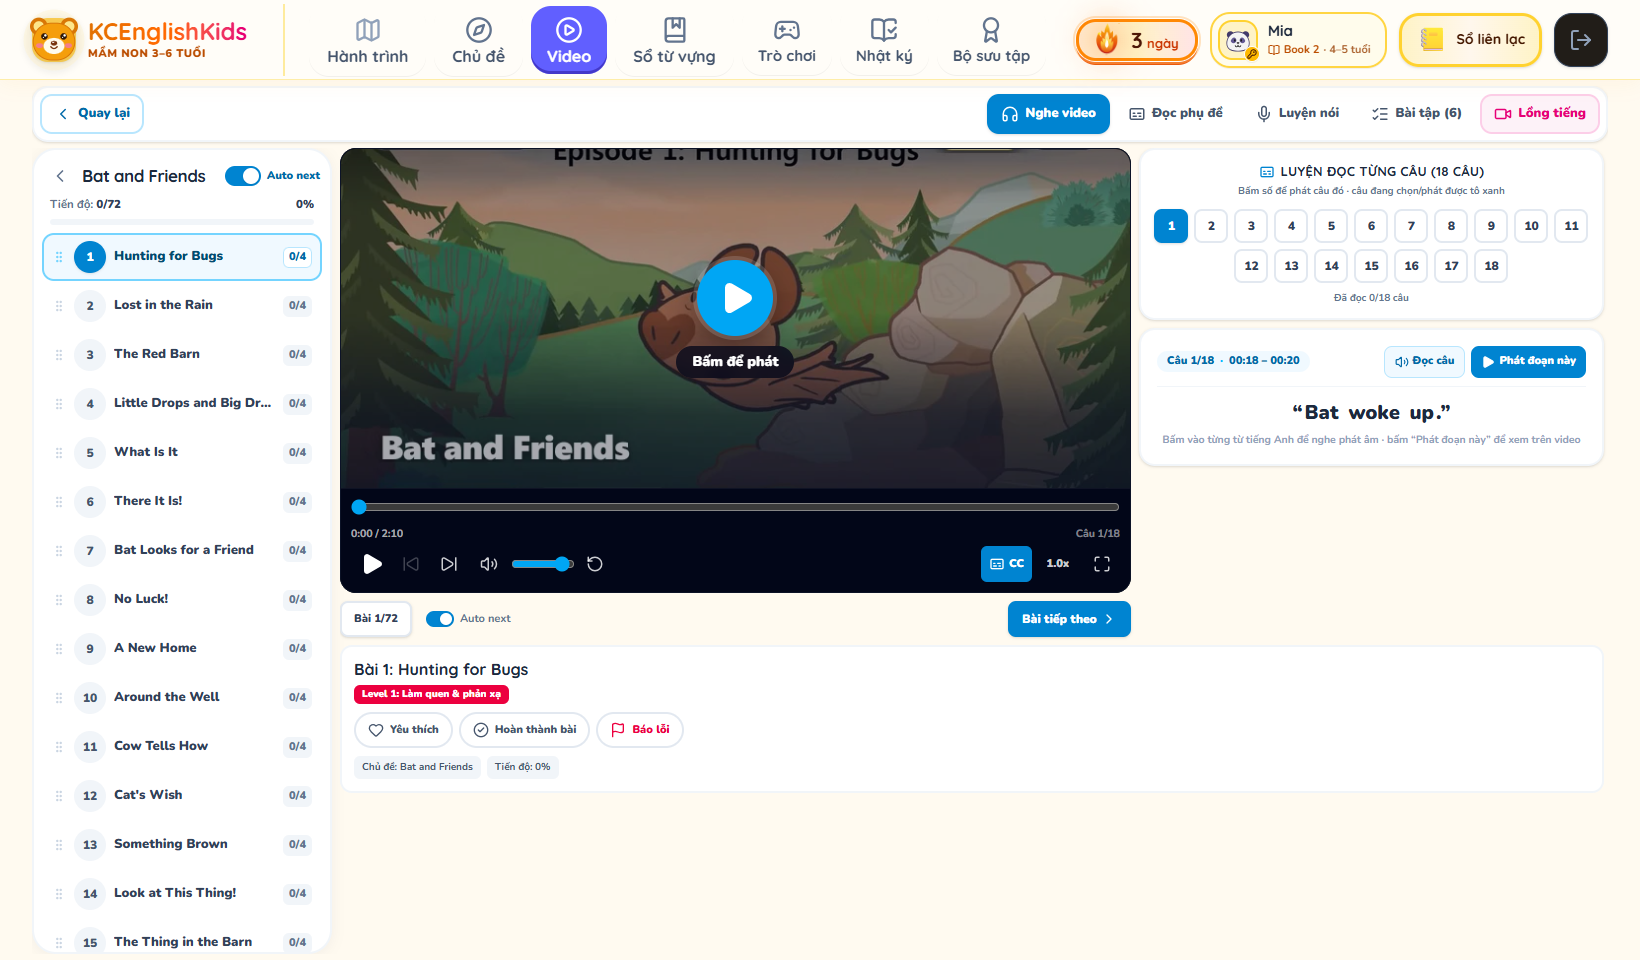 KCEnglishKids
MẦM NON 3–6 TUỔI
Hành trình
Chủ đề
Video
Sổ từ vựng
Trò chơi
Nhật ký
Bộ sưu tập
3 ngày
Mia
Book 2 · 4–5 tuổi
Sổ liên lạc
Quay lại
Nghe video
Đọc phụ đề
Luyện nói
Bài tập (6)
Lồng tiếng
Bat and Friends
Auto next
Tiến độ: 0/72
0%
1 Hunting for Bugs 0/4
2 Lost in the Rain 0/4
3 The Red Barn 0/4
4 Little Drops and Big Dr... 0/4
5 What Is It 0/4
6 There It Is! 0/4
7 Bat Looks for a Friend 0/4
8 No Luck! 0/4
9 A New Home 0/4
10 Around the Well 0/4
11 Cow Tells How 0/4
12 Cat's Wish 0/4
13 Something Brown 0/4
14 Look at This Thing! 0/4
15 The Thing in the Barn 0/4
Episode 1: Hunting for Bugs
Bấm để phát
Bat and Friends
0:00 / 2:10
Câu 1/18
CC
1.0x
Bài 1/72
Auto next
Bài tiếp theo
LUYỆN ĐỌC TỪNG CÂU (18 CÂU)
Bấm số để phát câu đó · câu đang chọn/phát được tô xanh
1 2 3 4 5 6 7 8 9 10 11
12 13 14 15 16 17 18
Đã đọc 0/18 câu
Câu 1/18 · 00:18 – 00:20
Đọc câu
Phát đoạn này
“Bat woke up.”
Bấm vào từng từ tiếng Anh để nghe phát âm · bấm “Phát đoạn này” để xem trên video
Bài 1: Hunting for Bugs
Level 1: Làm quen & phản xạ
Yêu thích
Hoàn thành bài
Báo lỗi
Chủ đề: Bat and Friends
Tiến độ: 0%